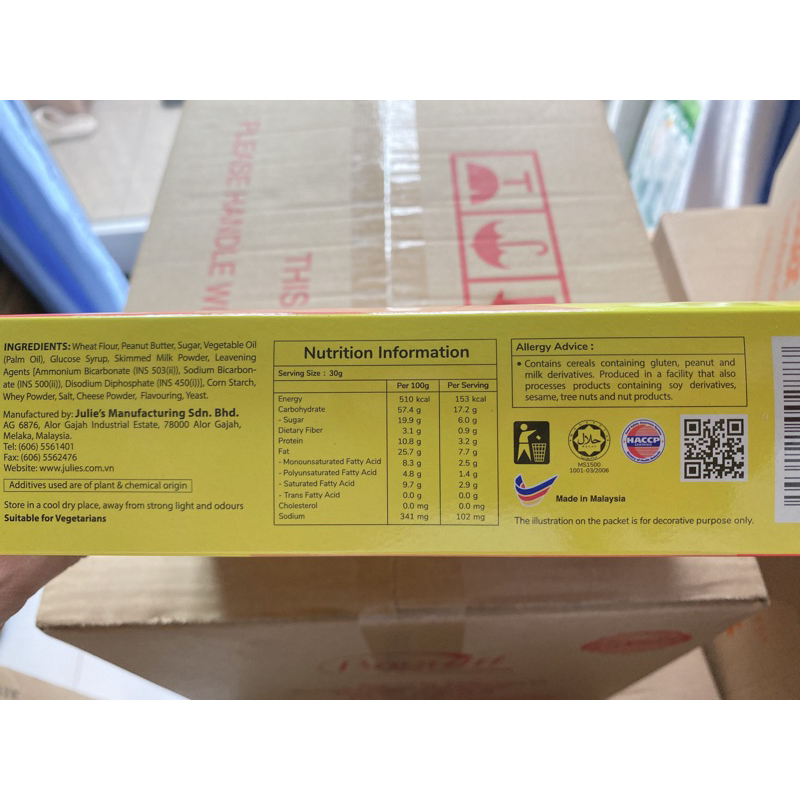 PLEASE HANDLE WI
THIS
INGREDIENTS: Wheat Flour, Peanut Butter, Sugar, Vegetable Oil
(Palm Oil), Glucose Syrup, Skimmed Milk Powder, Leavening
Agents [Ammonium Bicarbonate (INS 503(ii)), Sodium Bicarbon-
ate (INS 500(ii)), Disodium Diphosphate (INS 450(i))], Corn Starch,
Whey Powder, Salt, Cheese Powder, Flavouring, Yeast.
Manufactured by: Julie's Manufacturing Sdn. Bhd.
AG 6876, Alor Gajah Industrial Estate, 78000 Alor Gajah,
Melaka, Malaysia.
Tel: (606) 5561401
Fax: (606) 5562476
Website: www.julies.com.vn
Additives used are of plant & chemical origin
Store in a cool dry place, away from strong light and odours
Suitable for Vegetarians
Nutrition Information
Serving Size : 30g
Per 100g Per Serving
Energy 510 kcal 153 kcal
Carbohydrate 57.4 g 17.2 g
- Sugar 19.9 g 6.0 g
Dietary Fiber 3.1 g 0.9 g
Protein 10.8 g 3.2 g
Fat 25.7 g 7.7 g
- Monounsaturated Fatty Acid 8.3 g 2.5 g
- Polyunsaturated Fatty Acid 4.8 g 1.4 g
- Saturated Fatty Acid 9.7 g 2.9 g
- Trans Fatty Acid 0.0 g 0.0 g
Cholesterol 0.0 mg 0.0 mg
Sodium 341 mg 102 mg
Allergy Advice :
• Contains cereals containing gluten, peanut and
milk derivatives. Produced in a facility that also
processes products containing soy derivatives,
sesame, tree nuts and nut products.
حلال
MS1500
1001-03/2006
HACCP
Made in Malaysia
The illustration on the packet is for decorative purpose only.